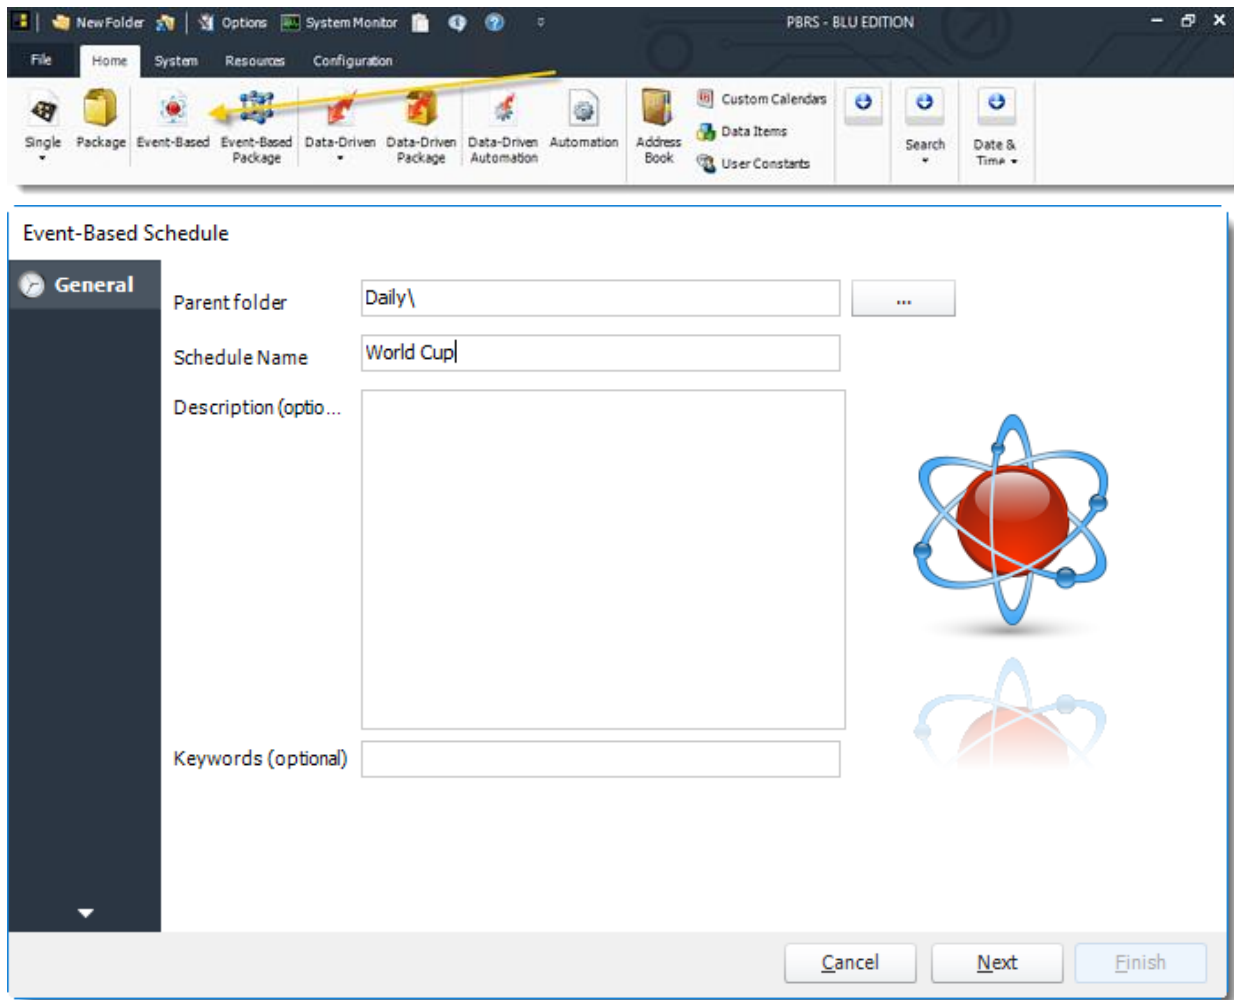 New Folder Options System Monitor PBRS - BLU EDITION
File Home System Resources Configuration
Single Package Event-Based Event-Based Package Data-Driven Data-Driven Package Data-Driven Automation Automation Address Book
Custom Calendars
Data Items
User Constants
Search Date & Time
Event-Based Schedule
General
Parent folder Daily\ ...
Schedule Name World Cup
Description (optio...
Keywords (optional)
Cancel Next Finish